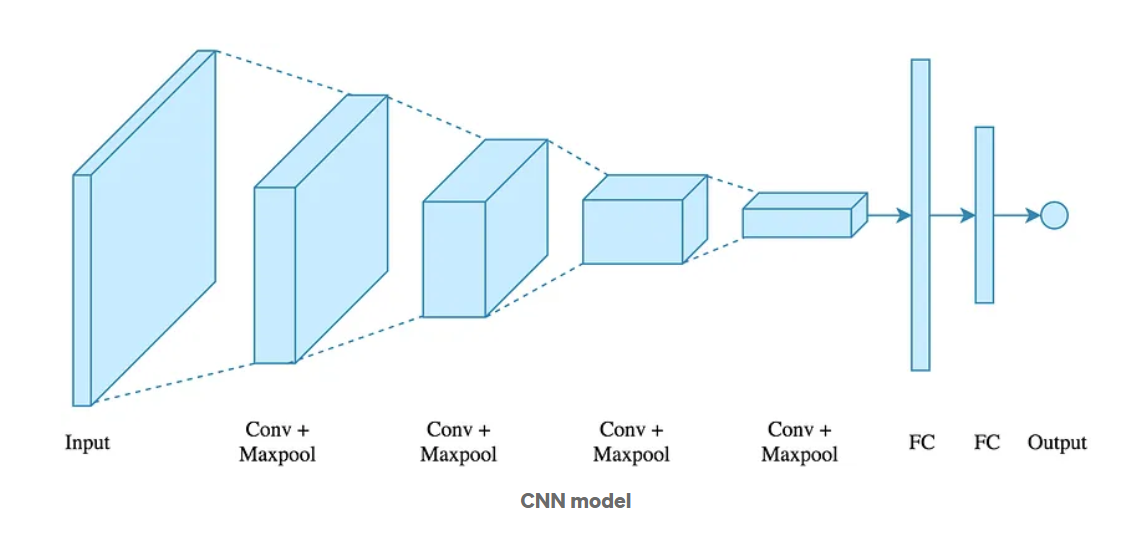 Input
Conv +
Maxpool
Conv +
Maxpool
Conv +
Maxpool
Conv +
Maxpool
FC
FC
Output
CNN model